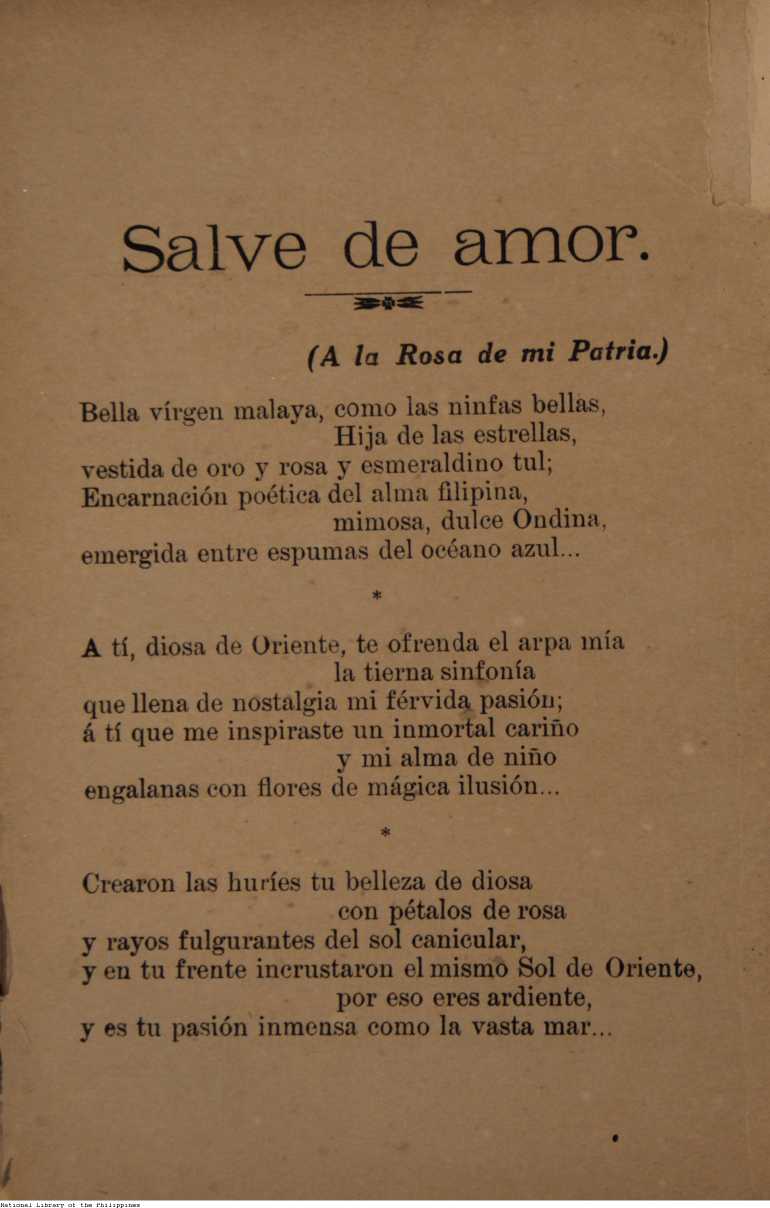 Salve de amor.
(A la Rosa de mi Patria.)
Bella vírgen malaya, como las ninfas bellas,
Hija de las estrellas,
vestida de oro y rosa y esmeraldino tul;
Encarnación poética del alma filipina,
mimosa, dulce Ondina,
emergida entre espumas del océano azul...
*
A tí, diosa de Oriente, te ofrenda el arpa mía
la tierna sinfonía
que llena de nostalgia mi férvida pasión;
á tí que me inspiraste un inmortal cariño
y mi alma de niño
engalanas con flores de mágica ilusión...
*
Crearon las huríes tu belleza de diosa
con pétalos de rosa
y rayos fulgurantes del sol canicular,
y en tu frente incrustaron el mismo Sol de Oriente,
por eso eres ardiente,
y es tu pasión inmensa como la vasta mar...
National Library of the Philippines